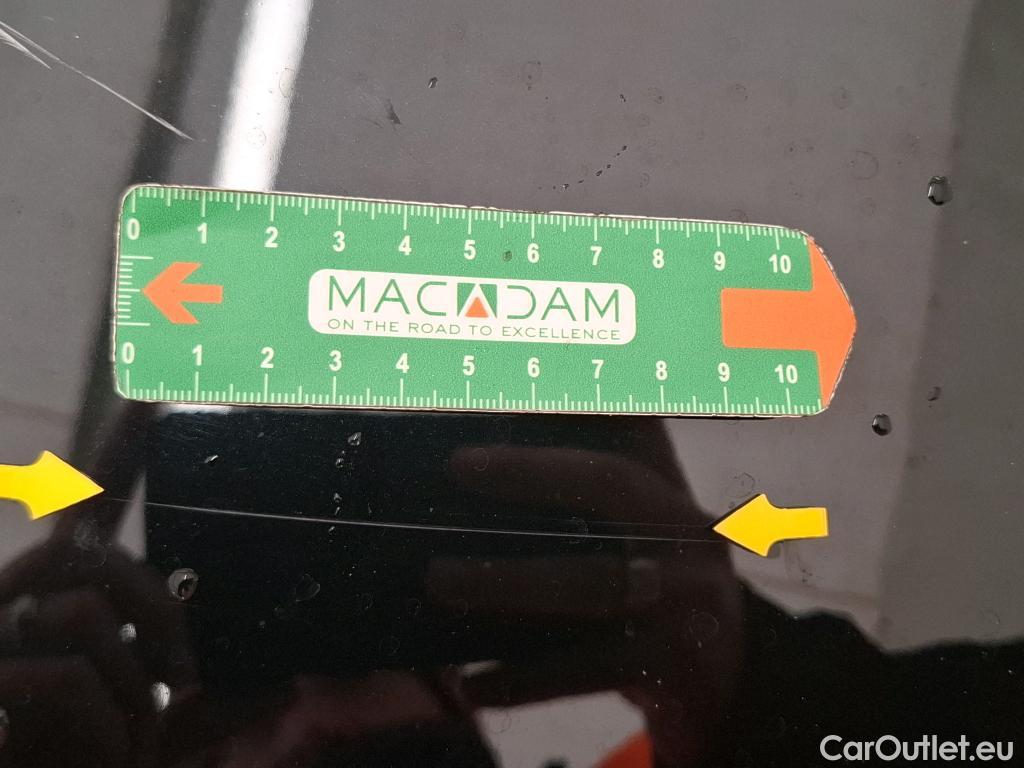 0 1 2 3 4 5 6 7 8 9 10
MACADAM
ON THE ROAD TO EXCELLENCE
0 1 2 3 4 5 6 7 8 9 10
CarOutlet.eu